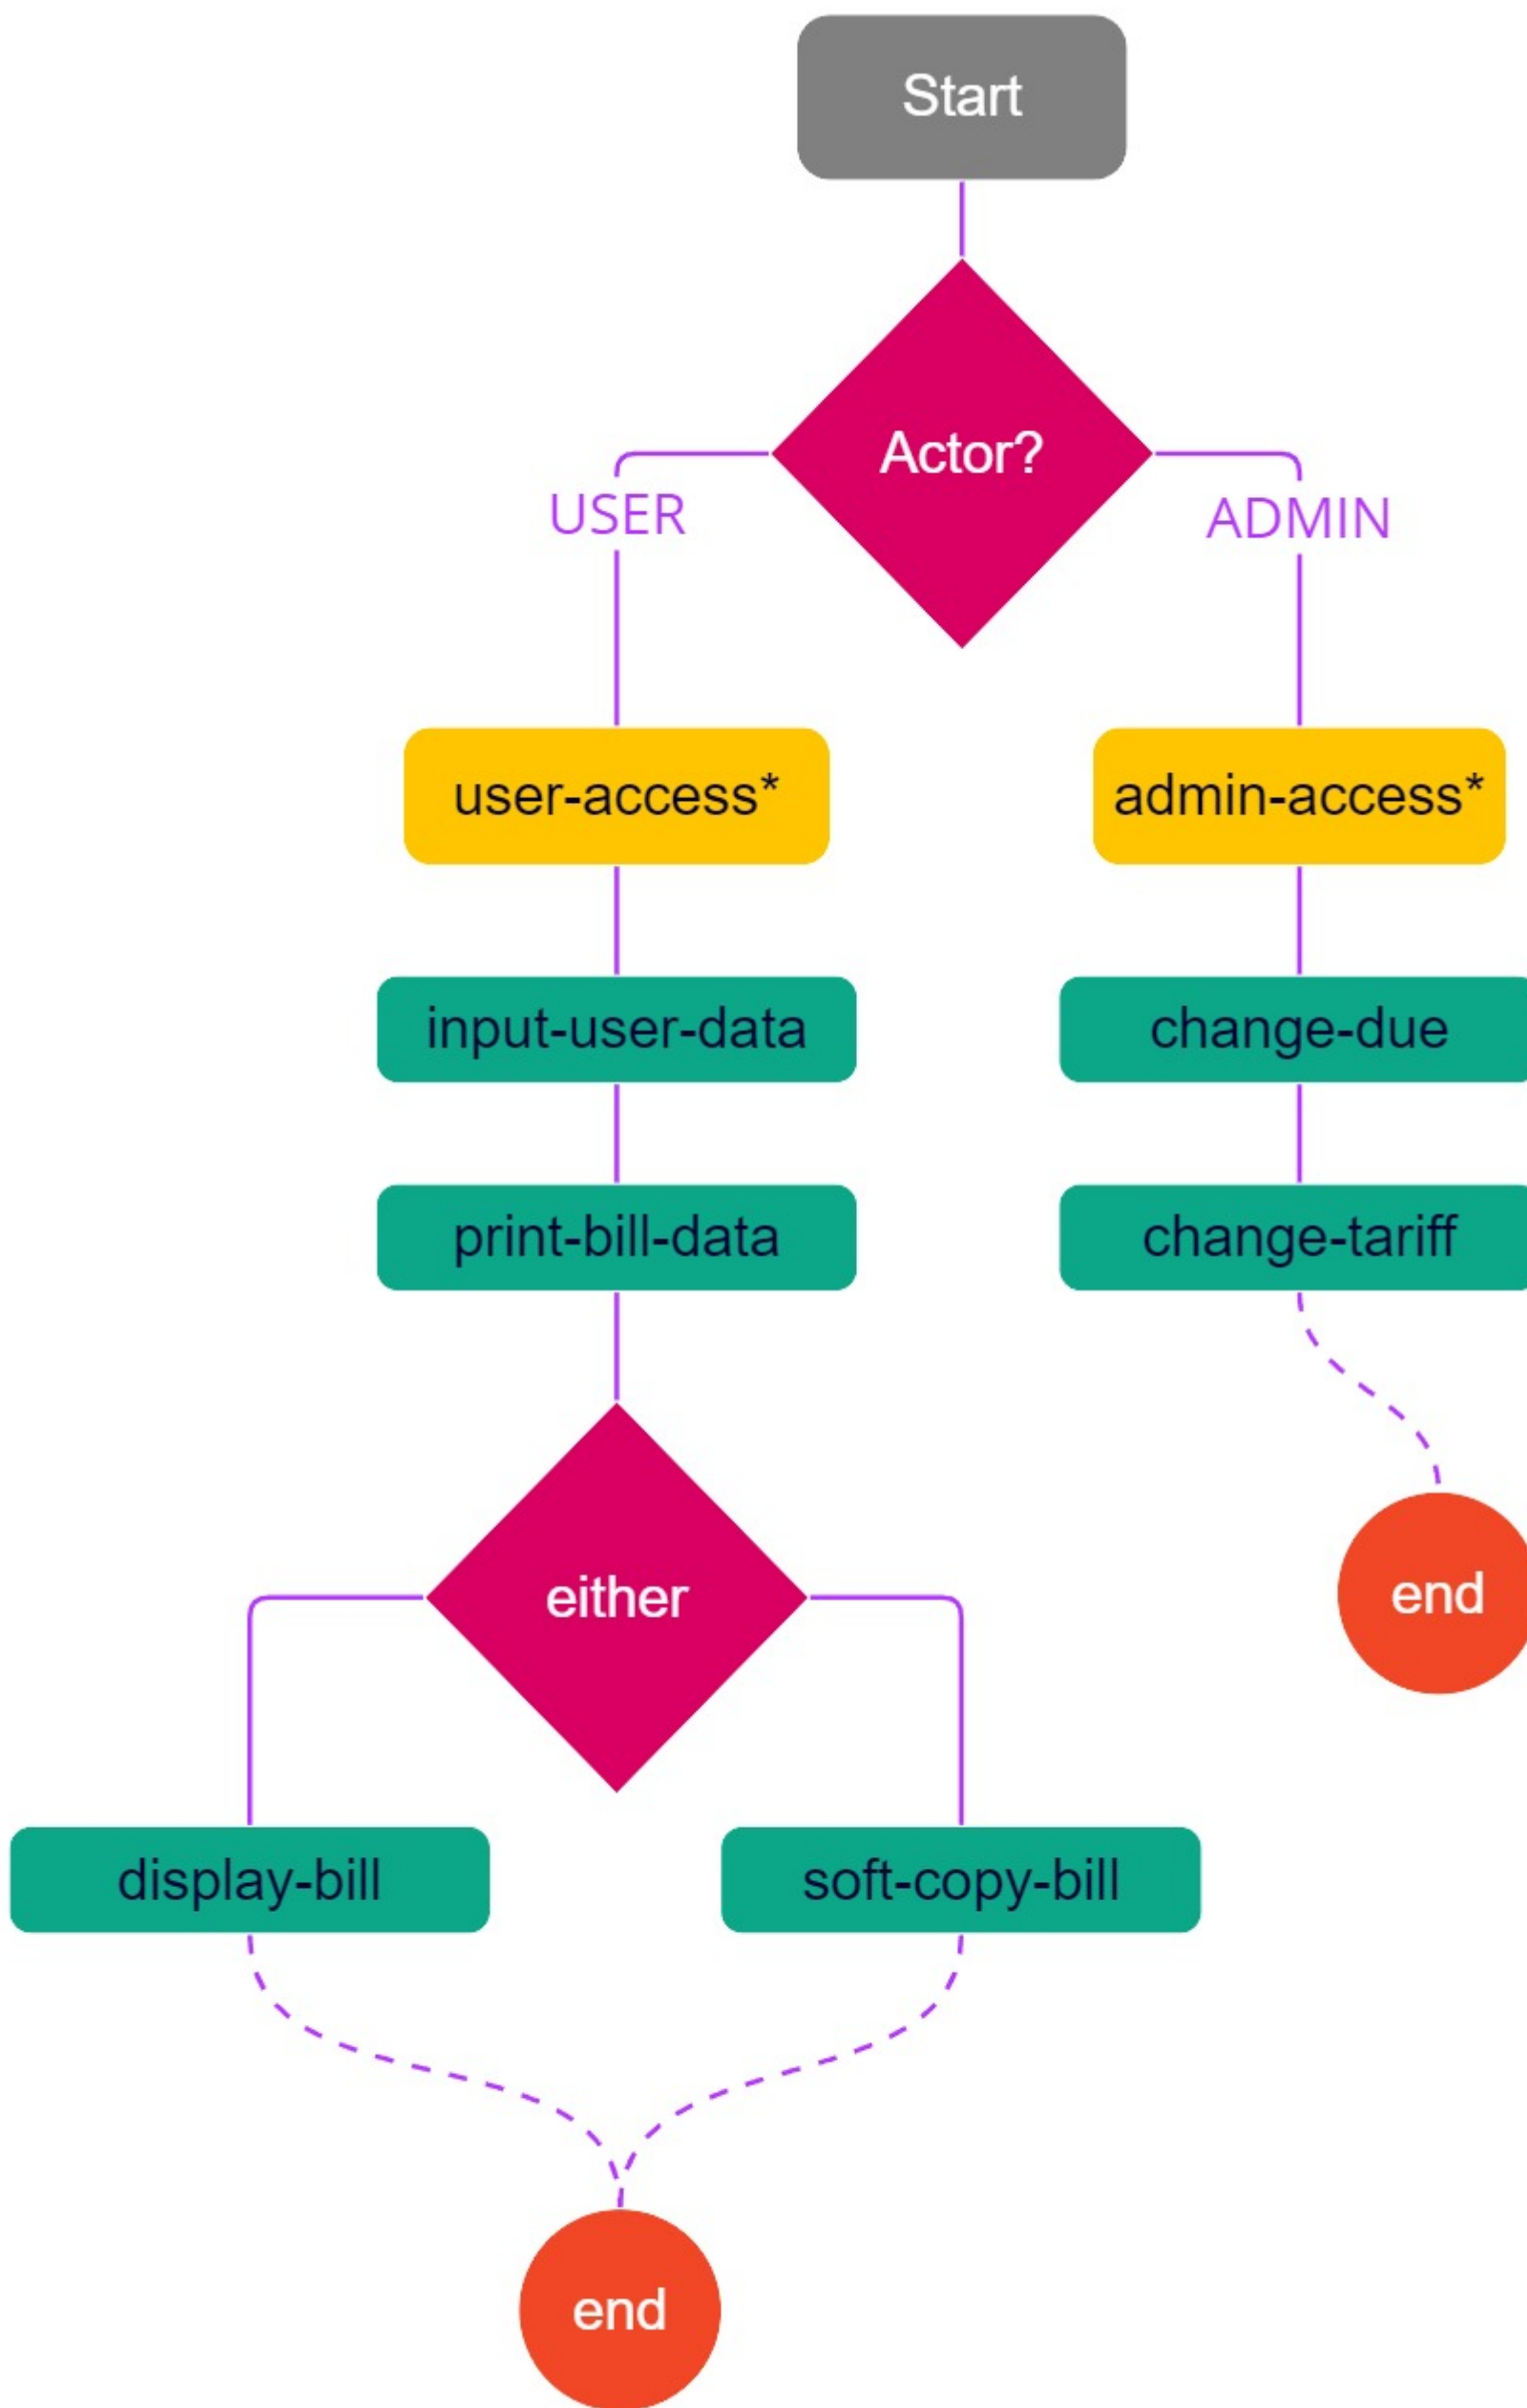 Start
Actor?
USER
ADMIN
user-access*
admin-access*
input-user-data
change-due
print-bill-data
change-tariff
either
end
display-bill
soft-copy-bill
end